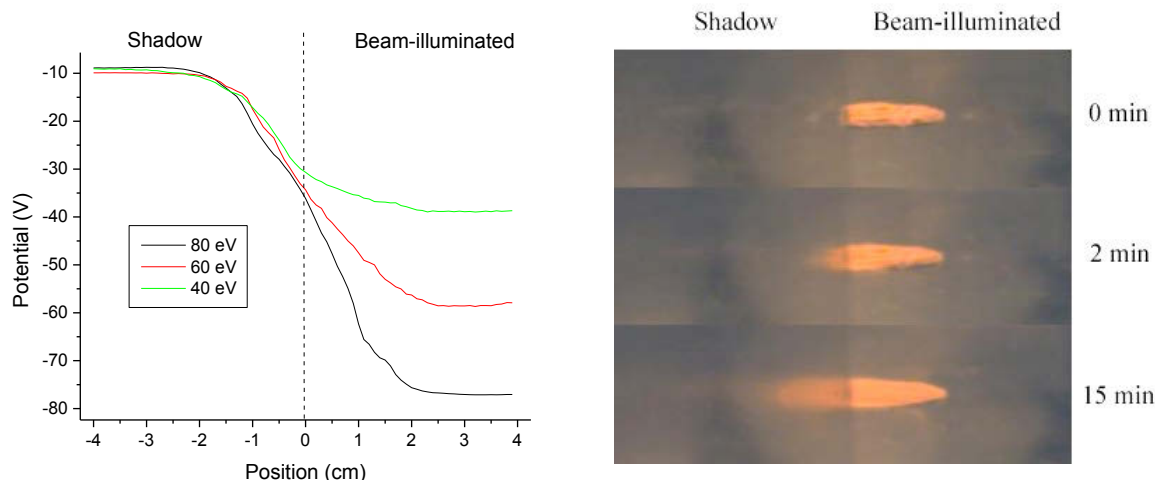 Shadow Beam-illuminated
-10
-20
-30
-40
-50
-60
-70
-80
Potential (V)
80 eV
60 eV
40 eV
-4 -3 -2 -1 0 1 2 3 4
Position (cm)
Shadow Beam-illuminated
0 min
2 min
15 min